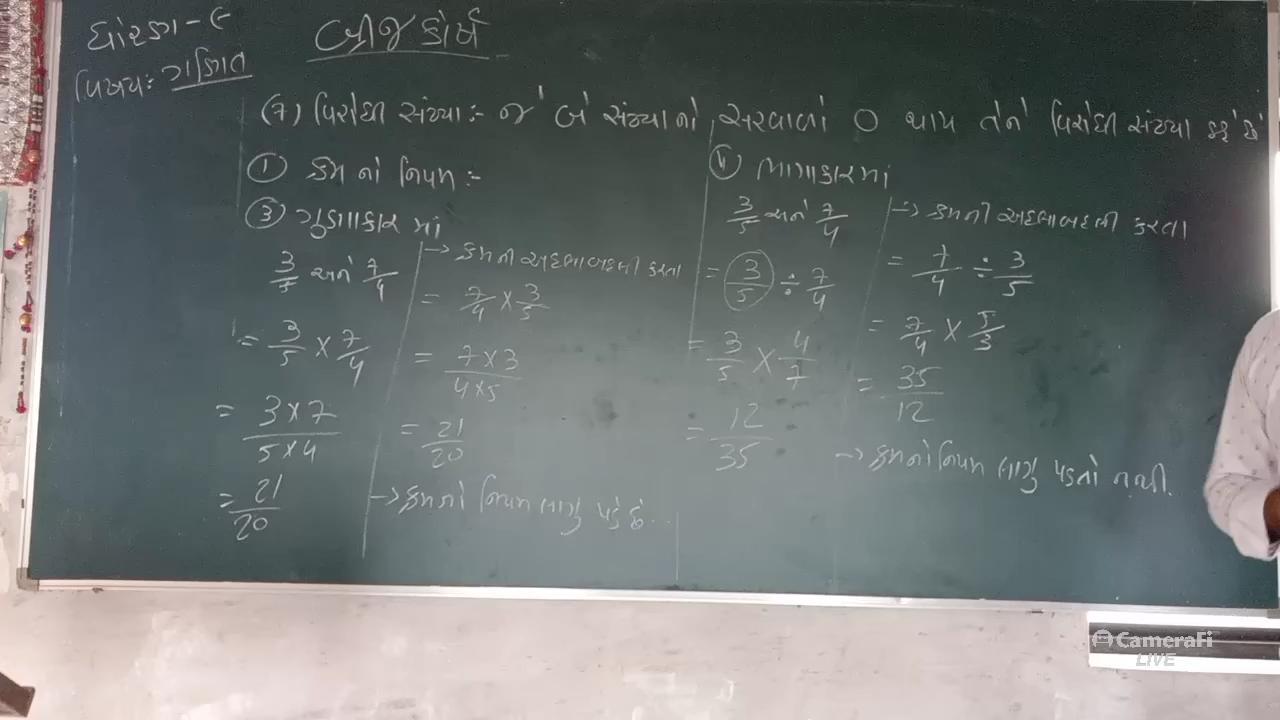 ધોરણ - ૯
બ્રીજ કોર્ષ
વિષય:- ગણિત
(7) વિરોધી સંખ્યા :- જે બે સંખ્યાનો સરવાળો 0 થાય તેને વિરોધી સંખ્યા કહે છે
① ક્રમ નો નિયમ :-
③ ગુણાકાર માં
3/5 અને 7/4
= 3/5 × 7/4
= 3×7 / 5×4
= 21/20
→ ક્રમની અદલાબદલી કરતા
= 7/4 × 3/5
= 7×3 / 4×5
= 21/20
→ ક્રમનો નિયમ લાગુ પડે છે.
ભાગાકારમાં
3/5 અને 7/4
= 3/5 ÷ 7/4
= 3/5 × 4/7
= 12/35
→ ક્રમની અદલાબદલી કરતા
= 7/4 ÷ 3/5
= 7/4 × 5/3
= 35/12
→ ક્રમનો નિયમ લાગુ પડતો નથી.
CameraFi
LIVE